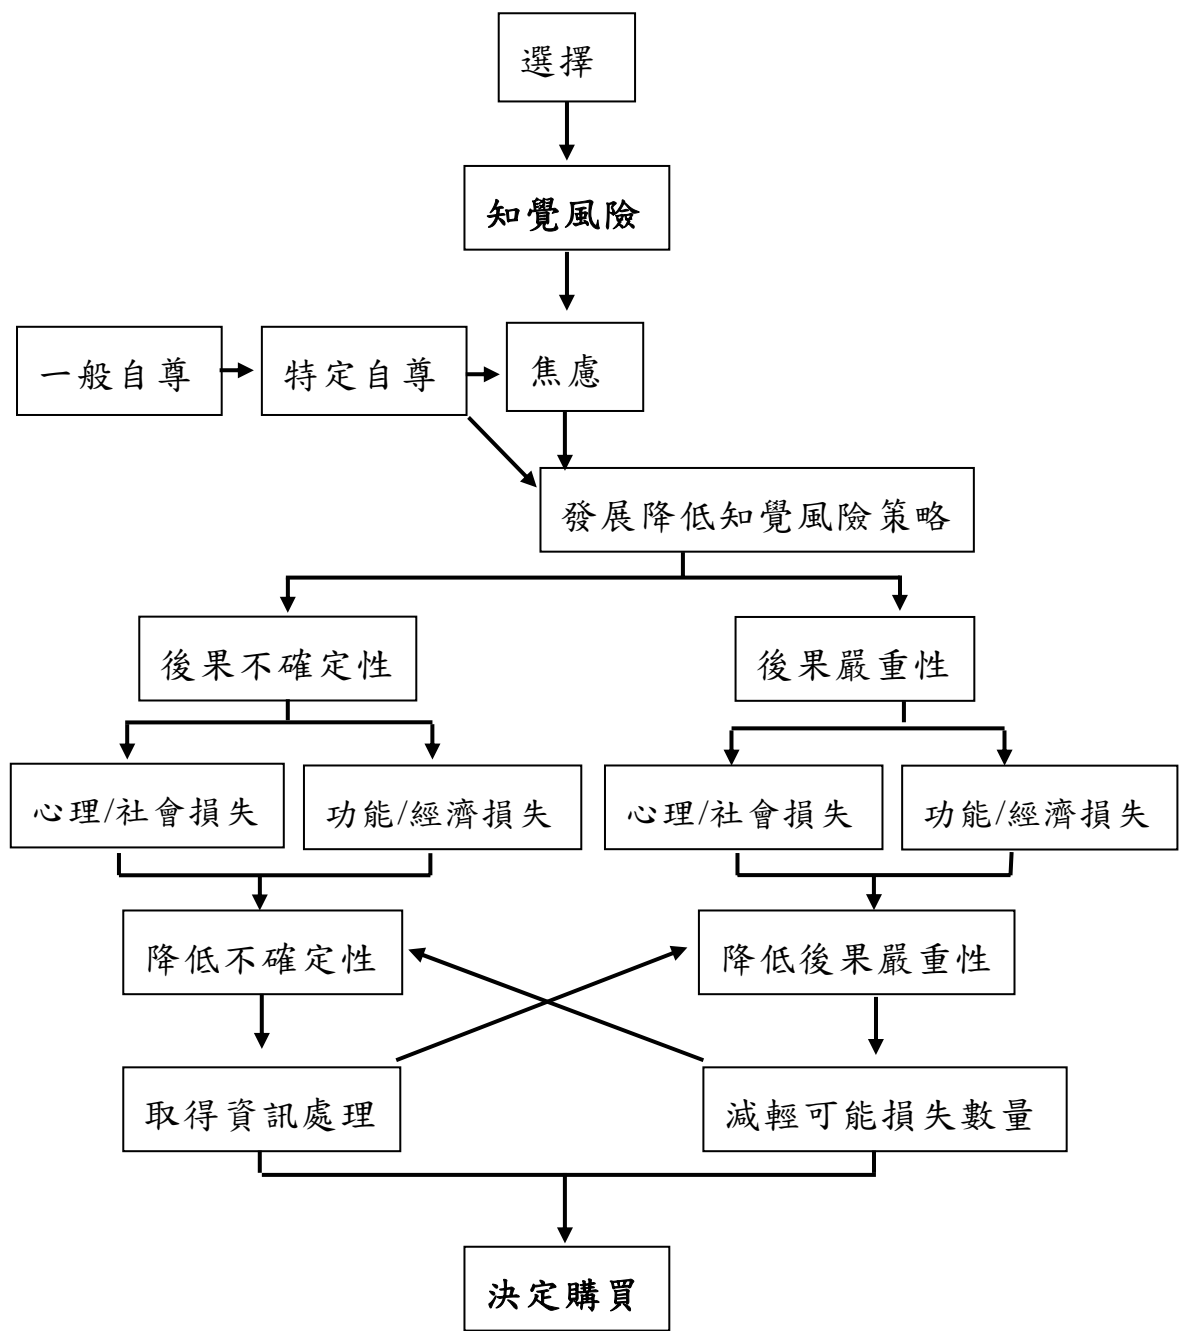 選擇
知覺風險
一般自尊
特定自尊
焦慮
發展降低知覺風險策略
後果不確定性
後果嚴重性
心理/社會損失
功能/經濟損失
心理/社會損失
功能/經濟損失
降低不確定性
降低後果嚴重性
取得資訊處理
減輕可能損失數量
決定購買